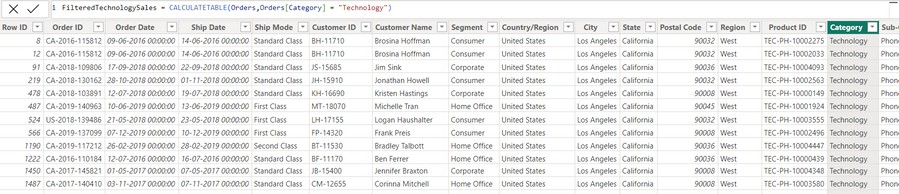 1 FilteredTechnologySales = CALCULATETABLE(Orders,Orders[Category] = "Technology")
Row ID Order ID Order Date Ship Date Ship Mode Customer ID Customer Name Segment Country/Region City State Postal Code Region Product ID Category Sub-
8 CA-2016-115812 09-06-2016 00:00:00 14-06-2016 00:00:00 Standard Class BH-11710 Brosina Hoffman Consumer United States Los Angeles California 90032 West TEC-PH-10002275 Technology Phon
12 CA-2016-115812 09-06-2016 00:00:00 14-06-2016 00:00:00 Standard Class BH-11710 Brosina Hoffman Consumer United States Los Angeles California 90032 West TEC-PH-10002033 Technology Phon
91 CA-2018-109806 17-09-2018 00:00:00 22-09-2018 00:00:00 Standard Class JS-15685 Jim Sink Corporate United States Los Angeles California 90036 West TEC-PH-10004093 Technology Phon
219 CA-2018-130162 28-10-2018 00:00:00 01-11-2018 00:00:00 Standard Class JH-15910 Jonathan Howell Consumer United States Los Angeles California 90032 West TEC-PH-10002563 Technology Phon
478 CA-2018-103891 12-07-2018 00:00:00 19-07-2018 00:00:00 Standard Class KH-16690 Kristen Hastings Corporate United States Los Angeles California 90008 West TEC-PH-10000149 Technology Phon
487 CA-2019-140963 10-06-2019 00:00:00 13-06-2019 00:00:00 First Class MT-18070 Michelle Tran Home Office United States Los Angeles California 90045 West TEC-PH-10001924 Technology Phon
524 US-2018-139486 21-05-2018 00:00:00 23-05-2018 00:00:00 First Class LH-17155 Logan Haushalter Consumer United States Los Angeles California 90032 West TEC-PH-10003555 Technology Phon
566 CA-2019-137099 07-12-2019 00:00:00 10-12-2019 00:00:00 First Class FP-14320 Frank Preis Consumer United States Los Angeles California 90008 West TEC-PH-10002496 Technology Phon
1190 CA-2019-117212 26-02-2019 00:00:00 28-02-2019 00:00:00 Second Class BT-11530 Bradley Talbott Home Office United States Los Angeles California 90036 West TEC-PH-10004447 Technology Phon
1222 CA-2016-110184 12-07-2016 00:00:00 16-07-2016 00:00:00 Standard Class BF-11170 Ben Ferrer Home Office United States Los Angeles California 90036 West TEC-PH-10000439 Technology Phon
1450 CA-2017-145821 01-05-2017 00:00:00 07-05-2017 00:00:00 Standard Class JB-15400 Jennifer Braxton Corporate United States Los Angeles California 90008 West TEC-PH-10004348 Technology Phon
1487 CA-2017-140410 03-11-2017 00:00:00 07-11-2017 00:00:00 Standard Class CM-12655 Corinna Mitchell Home Office United States Los Angeles California 90008 West TEC-PH-10003580 Technology Phon